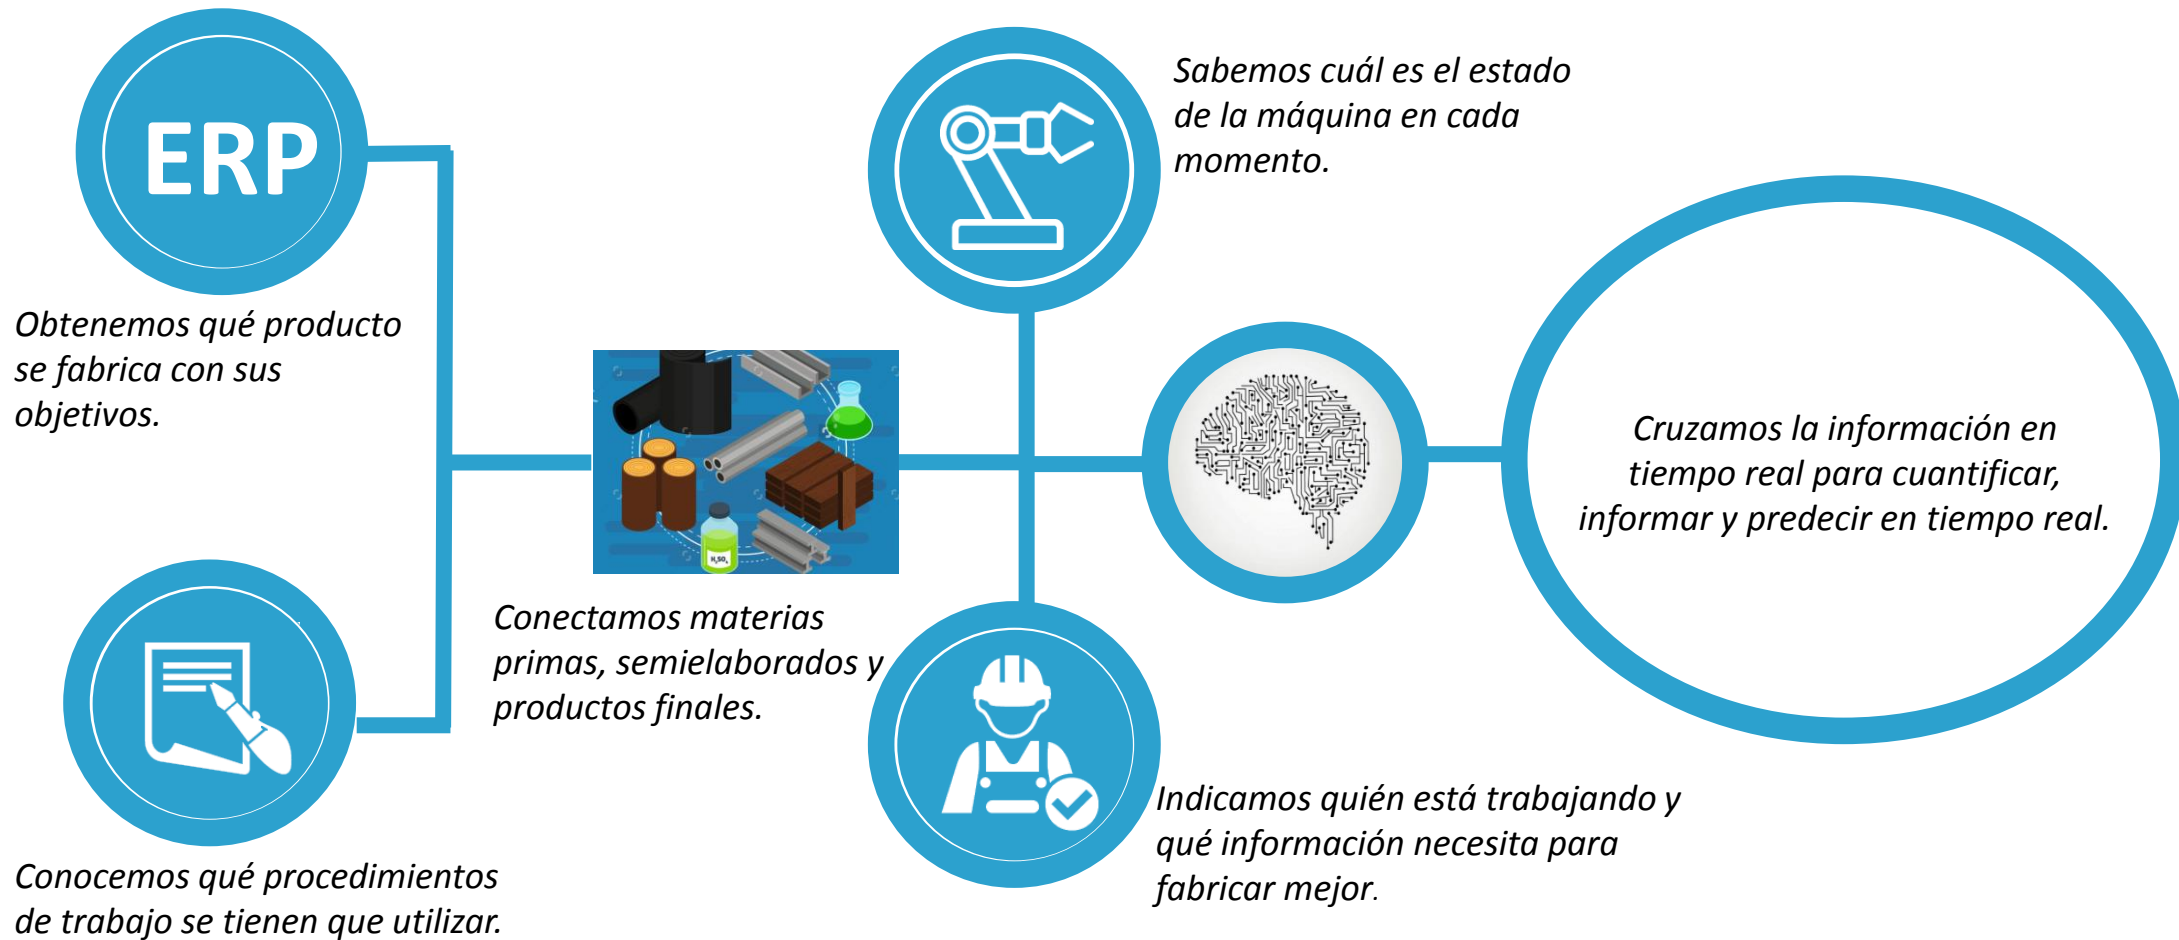 ERP
Obtenemos qué producto
se fabrica con sus
objetivos.
Conocemos qué procedimientos
de trabajo se tienen que utilizar.
H₂SO₄
Conectamos materias
primas, semielaborados y
productos finales.
Sabemos cuál es el estado
de la máquina en cada
momento.
Indicamos quién está trabajando y
qué información necesita para
fabricar mejor.
Cruzamos la información en
tiempo real para cuantificar,
informar y predecir en tiempo real.